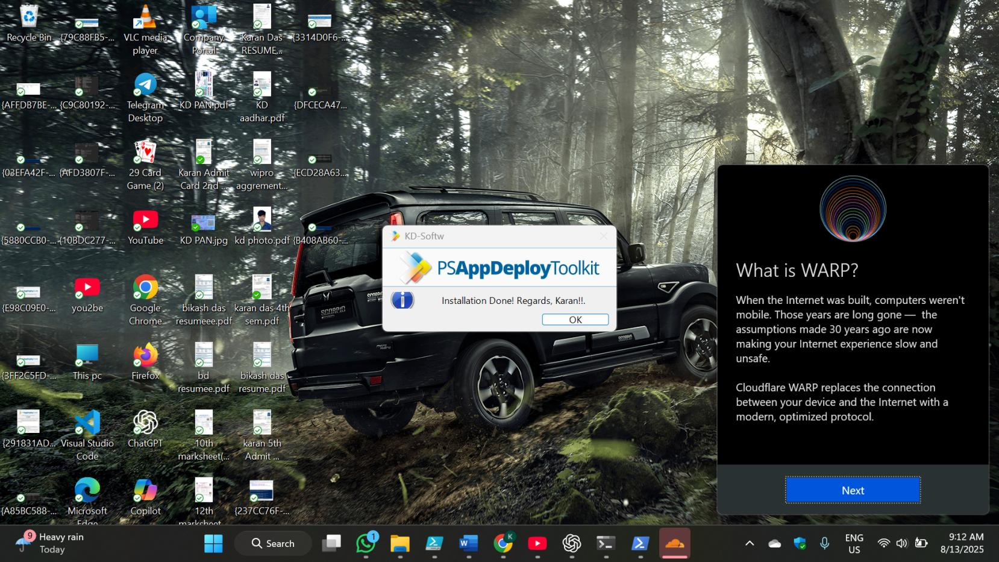 Recycle Bin
{79C88FB5-...
VLC media
player
Company
Portal
Karan Das
RESUME,...
{3314D0F6-...
{AFFDB7BE-...
{C9C80192-...
Telegram
Desktop
KD PAN.pdf
KD
aadhar.pdf
{DFCECA47...
{03EFA42F-...
{AFD3807F-...
29 Card
Game (2)
Karan Admit
Card 2nd ...
wipro
aggrement...
{ECD28A63...
{5880CCB0-...
{10BDC277-...
YouTube
KD PAN.jpg
kd photo.pdf
{B408AB60-...
{E98C09E0-...
you2be
Google
Chrome
bikash das
resumeee.pdf
karan das 4th
sem.pdf
{3FF2C5FD-...
This pc
Firefox
bd
resumee.pdf
bikash das
resume.pdf
{291831AD...
Visual Studio
Code
ChatGPT
10th
marksheet(...
karan 5th
Admit ...
{A85BC588-...
Microsoft
Edge
Copilot
12th
marksheet
{237CC76F-...
KD-Softw
PSAppDeployToolkit
Installation Done! Regards, Karan!!.
OK
SCORPIO
SCORPIO
What is WARP?
When the Internet was built, computers weren't
mobile. Those years are long gone — the
assumptions made 30 years ago are now
making your Internet experience slow and
unsafe.
Cloudflare WARP replaces the connection
between your device and the Internet with a
modern, optimized protocol.
Next
9
Heavy rain
Today
Search
1
K
ENG
US
9:12 AM
8/13/2025